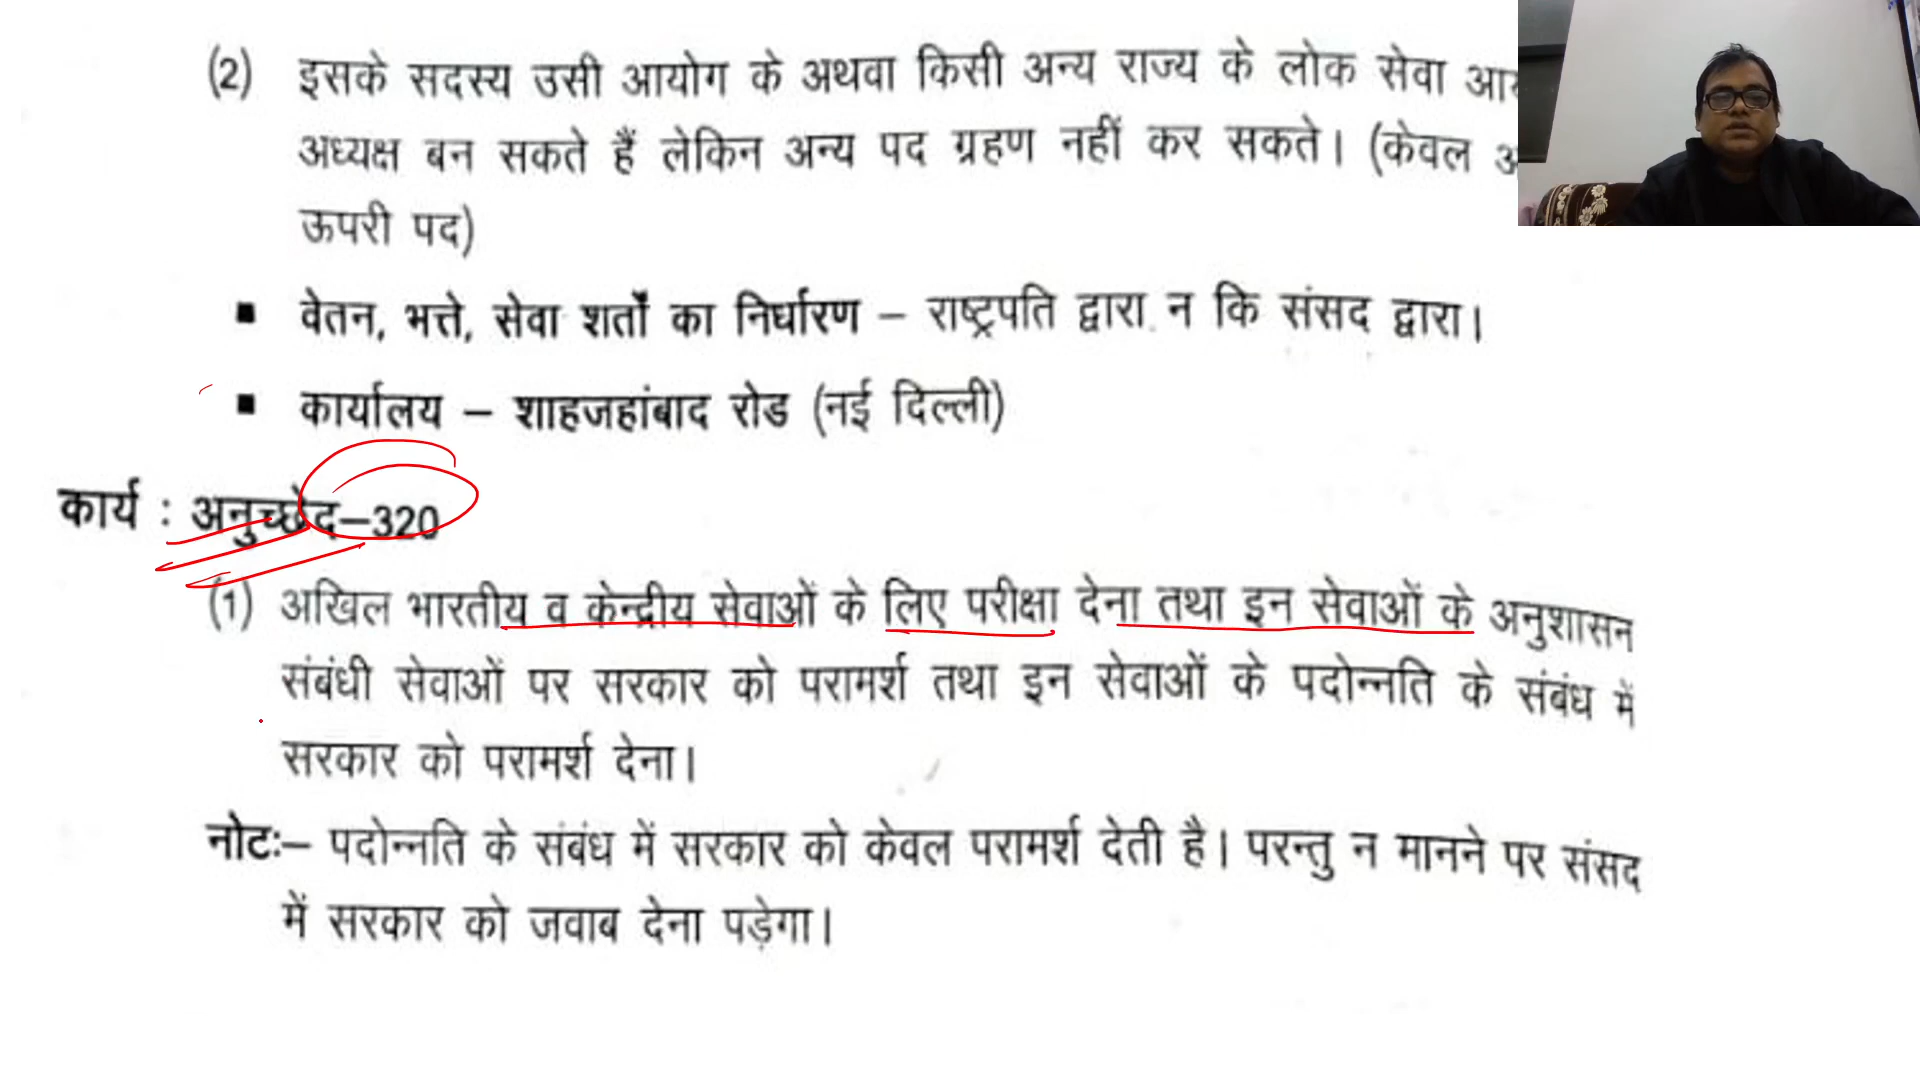 (2) इसके सदस्य उसी आयोग के अथवा किसी अन्य राज्य के लोक सेवा
अध्यक्ष बन सकते हैं लेकिन अन्य पद ग्रहण नहीं कर सकते। (केवल
ऊपरी पद)
▪ वेतन, भत्ते, सेवा शर्तों का निर्धारण – राष्ट्रपति द्वारा न कि संसद द्वारा।
▪ कार्यालय – शाहजहांबाद रोड (नई दिल्ली)
कार्य : अनुच्छेद–320
(1) अखिल भारतीय व केन्द्रीय सेवाओं के लिए परीक्षा देना तथा इन सेवाओं के अनुशासन
संबंधी सेवाओं पर सरकार को परामर्श तथा इन सेवाओं के पदोन्नति के संबंध में
सरकार को परामर्श देना।
नोटः– पदोन्नति के संबंध में सरकार को केवल परामर्श देती है। परन्तु न मानने पर संसद
में सरकार को जवाब देना पड़ेगा।